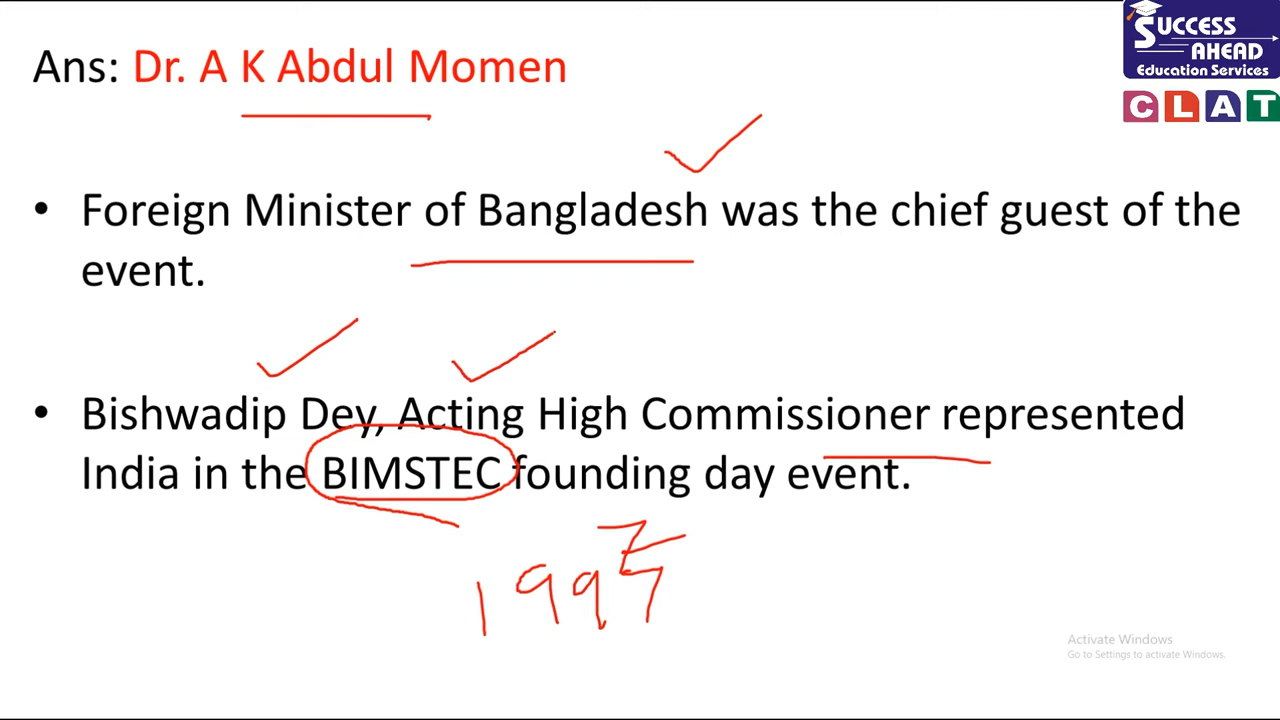 Ans: Dr. A K Abdul Momen
SUCCESS
AHEAD
Education Services
CLAT
• Foreign Minister of Bangladesh was the chief guest of the
event.
• Bishwadip Dey, Acting High Commissioner represented
India in the BIMSTEC founding day event.
1997
Activate Windows
Go to Settings to activate Windows.